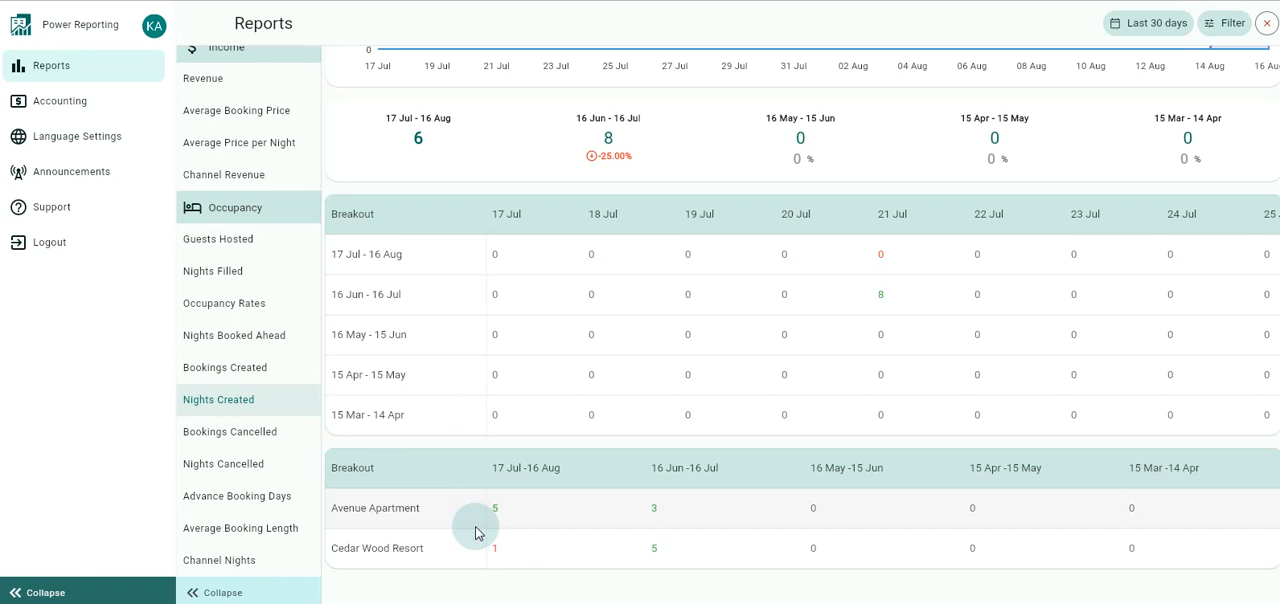 Power Reporting
KA
Reports
Last 30 days
Filter
Reports
Accounting
Language Settings
Announcements
Support
Logout
Collapse
Income
Revenue
Average Booking Price
Average Price per Night
Channel Revenue
Occupancy
Guests Hosted
Nights Filled
Occupancy Rates
Nights Booked Ahead
Bookings Created
Nights Created
Bookings Cancelled
Nights Cancelled
Advance Booking Days
Average Booking Length
Channel Nights
Collapse
0
17 Jul 19 Jul 21 Jul 23 Jul 25 Jul 27 Jul 29 Jul 31 Jul 02 Aug 04 Aug 06 Aug 08 Aug 10 Aug 12 Aug 14 Aug 16 Au
17 Jul - 16 Aug 16 Jun - 16 Jul 16 May - 15 Jun 15 Apr - 15 May 15 Mar - 14 Apr
6 8 0 0 0
-25.00% 0 % 0 % 0 %
Breakout 17 Jul 18 Jul 19 Jul 20 Jul 21 Jul 22 Jul 23 Jul 24 Jul 25
17 Jul - 16 Aug 0 0 0 0 0 0 0 0 0
16 Jun - 16 Jul 0 0 0 0 8 0 0 0 0
16 May - 15 Jun 0 0 0 0 0 0 0 0 0
15 Apr - 15 May 0 0 0 0 0 0 0 0 0
15 Mar - 14 Apr 0 0 0 0 0 0 0 0 0
Breakout 17 Jul -16 Aug 16 Jun -16 Jul 16 May -15 Jun 15 Apr -15 May 15 Mar -14 Apr
Avenue Apartment 5 3 0 0 0
Cedar Wood Resort 1 5 0 0 0